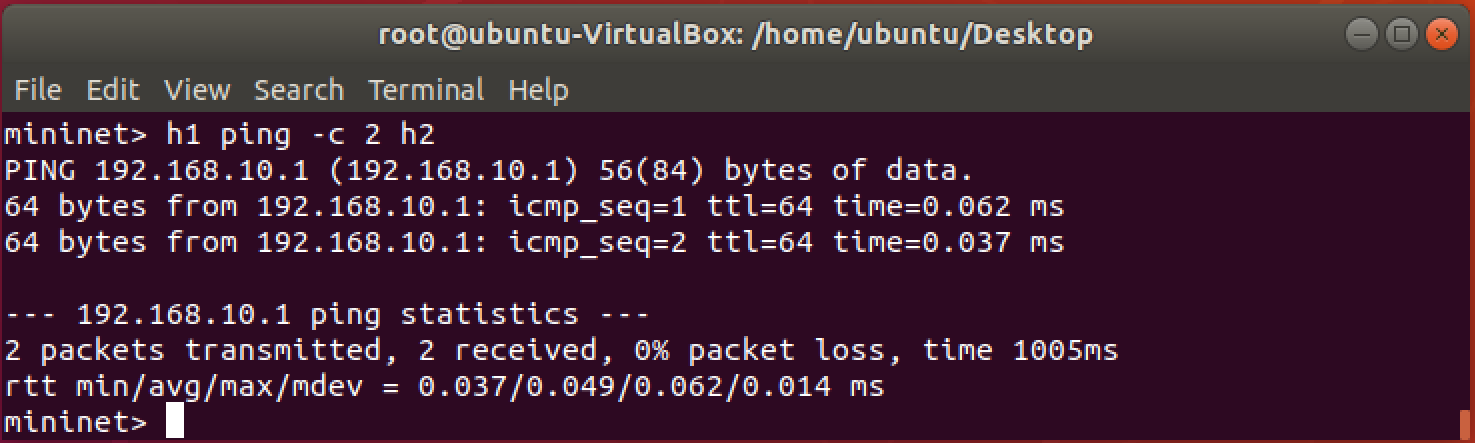 root@ubuntu-VirtualBox: /home/ubuntu/Desktop
File Edit View Search Terminal Help
mininet> h1 ping -c 2 h2
PING 192.168.10.1 (192.168.10.1) 56(84) bytes of data.
64 bytes from 192.168.10.1: icmp_seq=1 ttl=64 time=0.062 ms
64 bytes from 192.168.10.1: icmp_seq=2 ttl=64 time=0.037 ms
--- 192.168.10.1 ping statistics ---
2 packets transmitted, 2 received, 0% packet loss, time 1005ms
rtt min/avg/max/mdev = 0.037/0.049/0.062/0.014 ms
mininet>